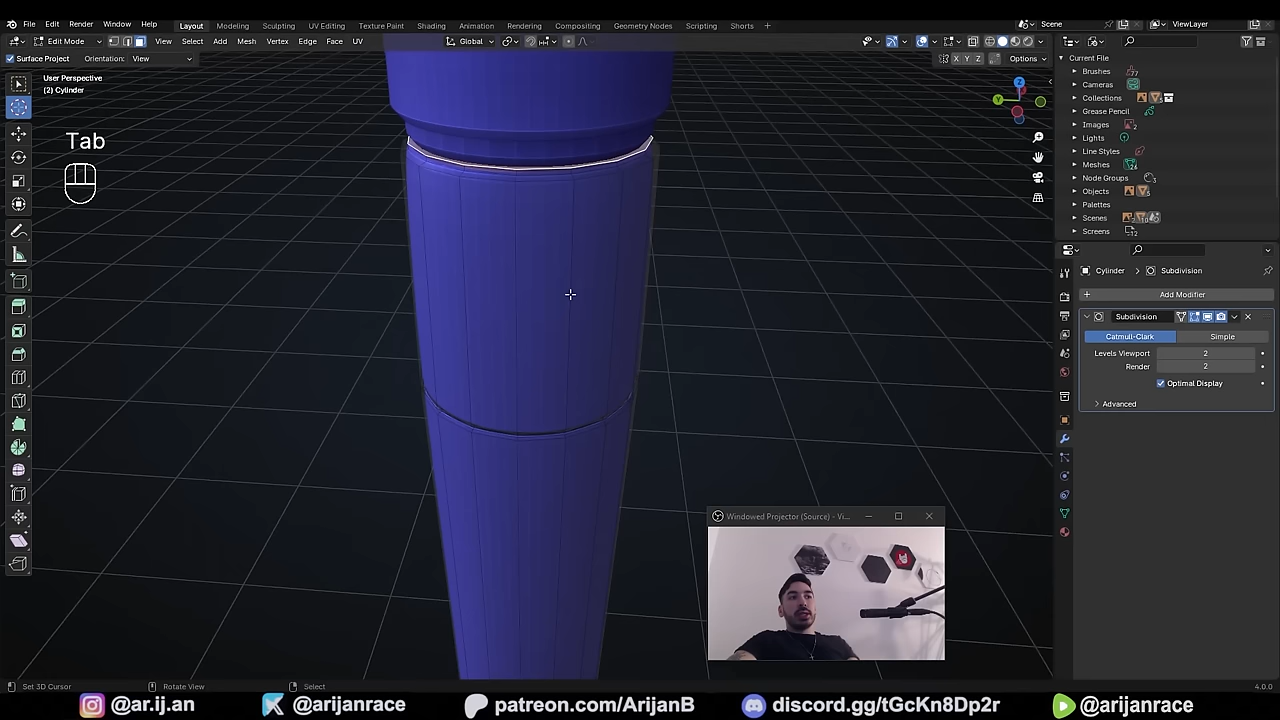 File Edit Render Window Help Layout Modeling Sculpting UV Editing Texture Paint Shading Animation Rendering Compositing Geometry Nodes Scripting Shorts + Scene ViewLayer
Edit Mode View Select Add Mesh Vertex Edge Face UV Global
Surface Project Orientation: View X Y Z Options
User Perspective
(2) Cylinder
Tab
Z
Y
Current File
Brushes
Cameras
Collections
Grease Pencil
Images
Lights
Line Styles
Meshes
Node Groups
Objects
Palettes
Scenes
Screens
Cylinder > Subdivision
+ Add Modifier
Subdivision
Catmull-Clark Simple
Levels Viewport 2
Render 2
Optimal Display
Advanced
Windowed Projector (Source) - Vi...
Set 3D Cursor Rotate View Select 4.0.0
@ar.ij.an @arijanrace patreon.com/ArijanB discord.gg/tGcKn8Dp2r @arijanrace